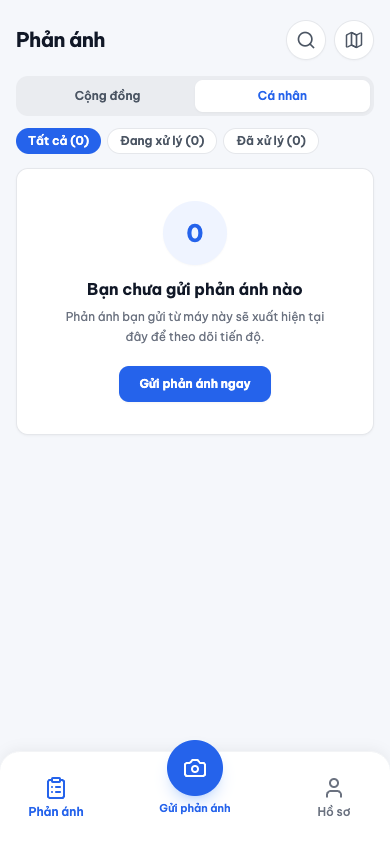 Phản ánh
Cộng đồng
Cá nhân
Tất cả (0)
Đang xử lý (0)
Đã xử lý (0)
0
Bạn chưa gửi phản ánh nào
Phản ánh bạn gửi từ máy này sẽ xuất hiện tại
đây để theo dõi tiến độ.
Gửi phản ánh ngay
Phản ánh
Gửi phản ánh
Hồ sơ